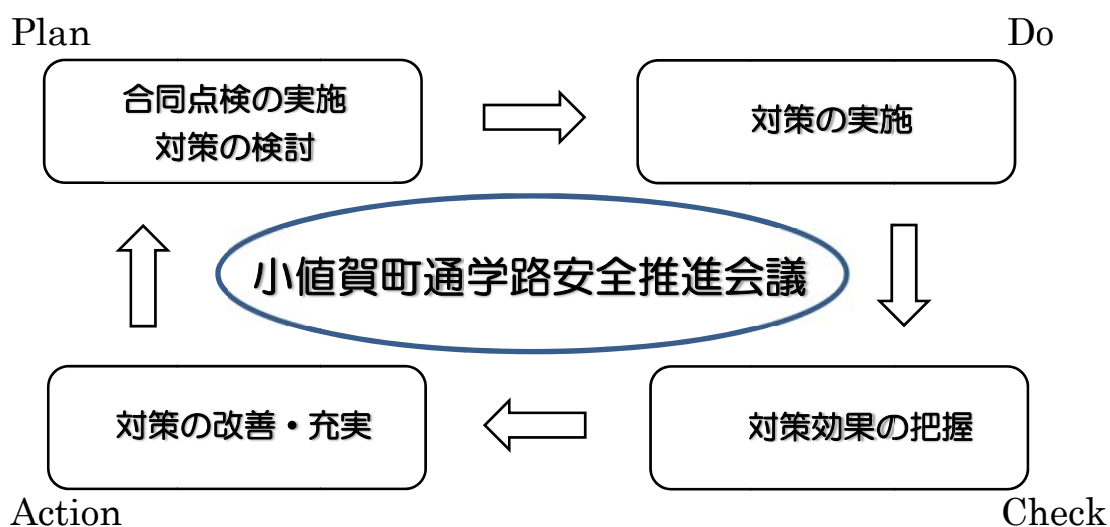 Plan
Do
合同点検の実施
対策の検討
対策の実施
小値賀町通学路安全推進会議
対策の改善・充実
対策効果の把握
Action
Check